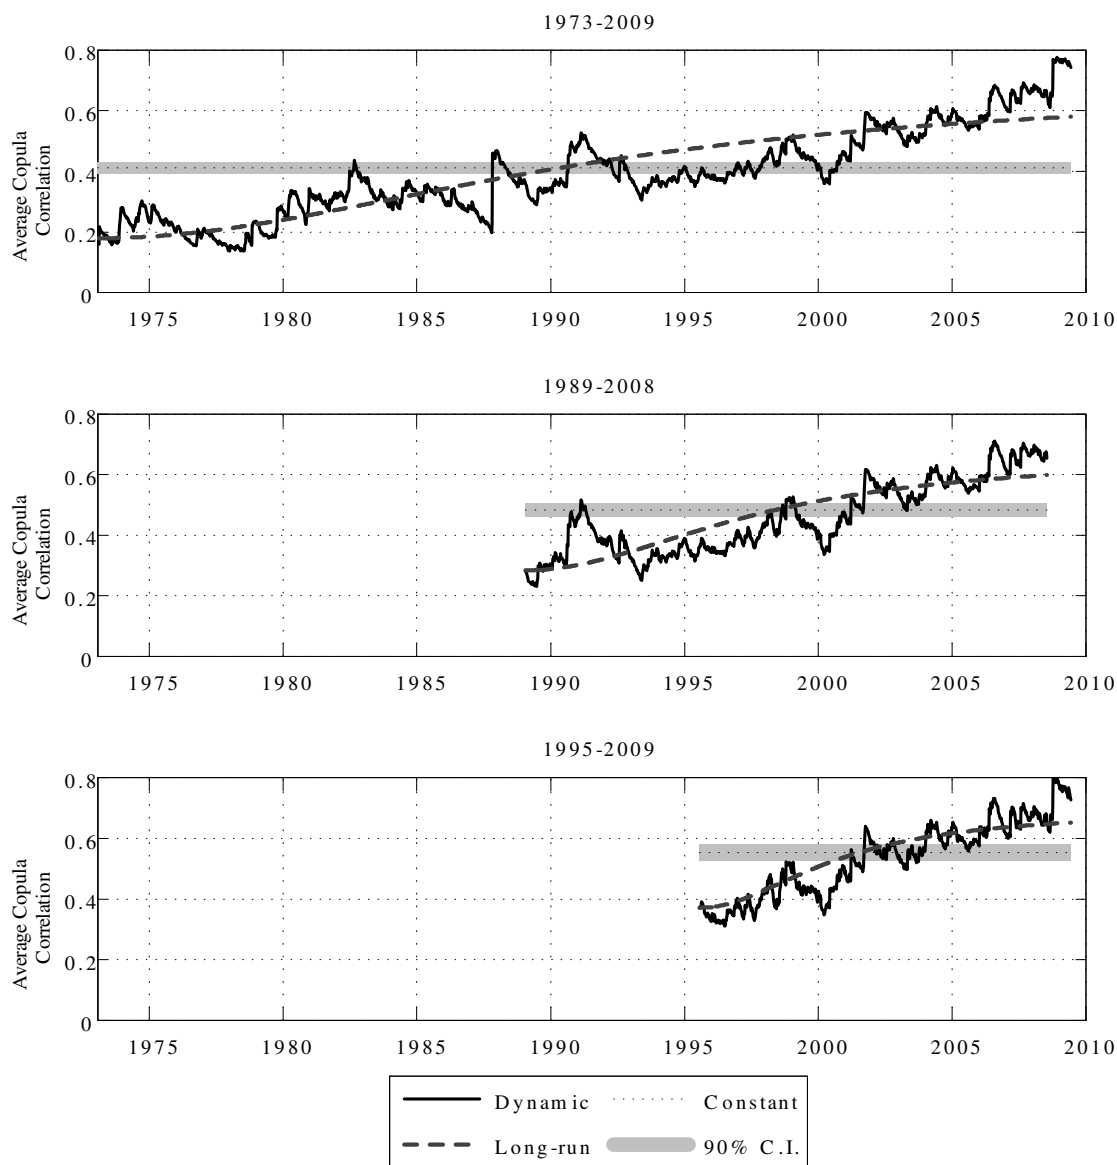 1973-2009
0.8
0.6
0.4
0.2
0
Average Copula
Correlation
1975 1980 1985 1990 1995 2000 2005 2010
1989-2008
0.8
0.6
0.4
0.2
0
Average Copula
Correlation
1975 1980 1985 1990 1995 2000 2005 2010
1995-2009
0.8
0.6
0.4
0.2
0
Average Copula
Correlation
1975 1980 1985 1990 1995 2000 2005 2010
Dynamic Constant
Long-run 90% C.I.